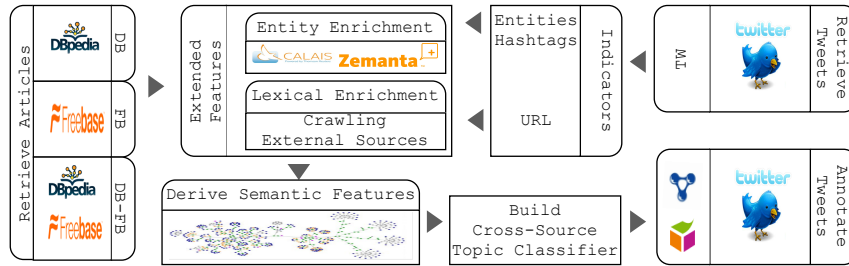 Retrieve Articles
DBpedia
DB
Freebase
FB
DBpedia
Freebase
DB-FB
Extended
Features
Entity Enrichment
CALAIS
Zemanta
Lexical Enrichment
Crawling
External Sources
Entities
Hashtags
URL
Indicators
MT
twitter
Retrieve
Tweets
Derive Semantic Features
Build
Cross-Source
Topic Classifier
twitter
Annotate
Tweets